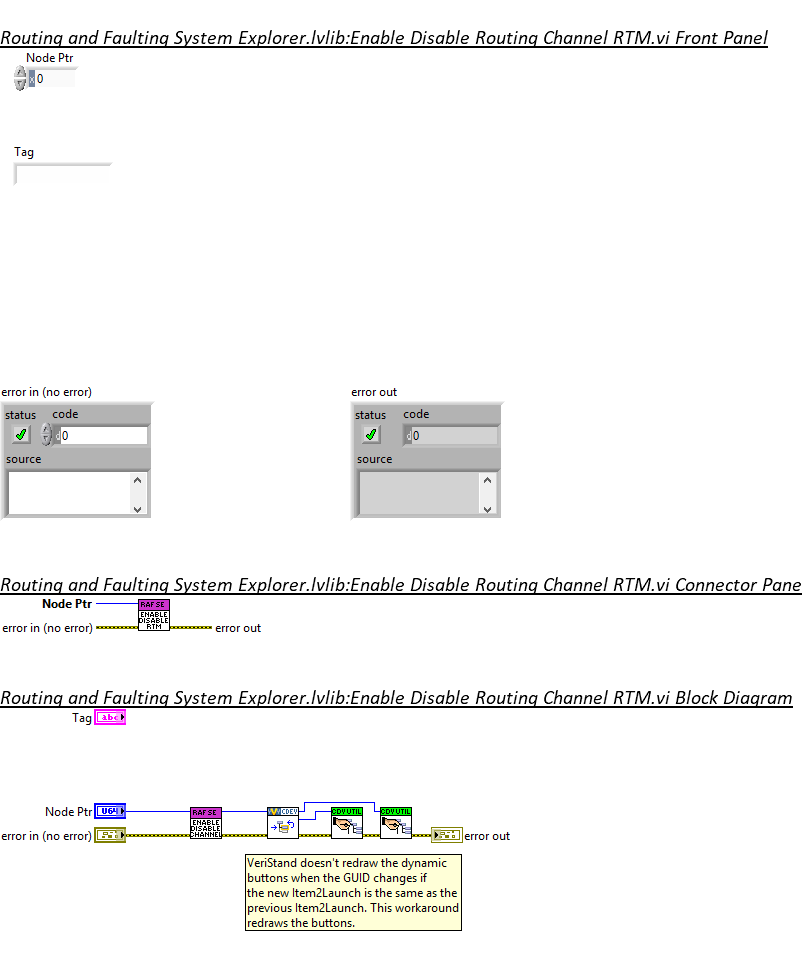 Routing and Faulting System Explorer.lvlib:Enable Disable Routing Channel RTM.vi Front Panel
Node Ptr
x 0
Tag
error in (no error)
error out
status code
status code
d 0
d 0
source
source
Routing and Faulting System Explorer.lvlib:Enable Disable Routing Channel RTM.vi Connector Pane
Node Ptr
RAFSE
ENABLE
DISABLE
RTM
error in (no error)
error out
Routing and Faulting System Explorer.lvlib:Enable Disable Routing Channel RTM.vi Block Diagram
Tag abc
Node Ptr U64
RAFSE
ENABLE
DISABLE
CHANNEL
CDEV
CDV UTIL
CDV UTIL
error in (no error)
error out
VeriStand doesn't redraw the dynamic
buttons when the GUID changes if
the new Item2Launch is the same as the
previous Item2Launch. This workaround
redraws the buttons.